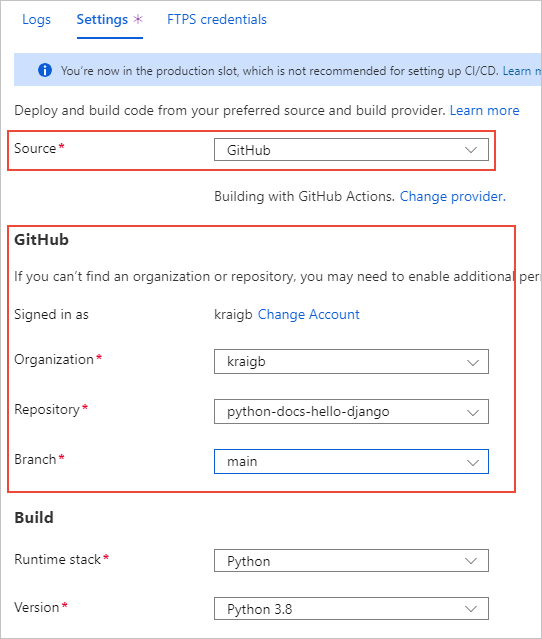 Logs Settings * FTPS credentials
You're now in the production slot, which is not recommended for setting up CI/CD. Learn
Deploy and build code from your preferred source and build provider. Learn more
Source* GitHub
Building with GitHub Actions. Change provider.
GitHub
If you can't find an organization or repository, you may need to enable additional
Signed in as kraigb Change Account
Organization* kraigb
Repository* python-docs-hello-django
Branch* main
Build
Runtime stack* Python
Version* Python 3.8